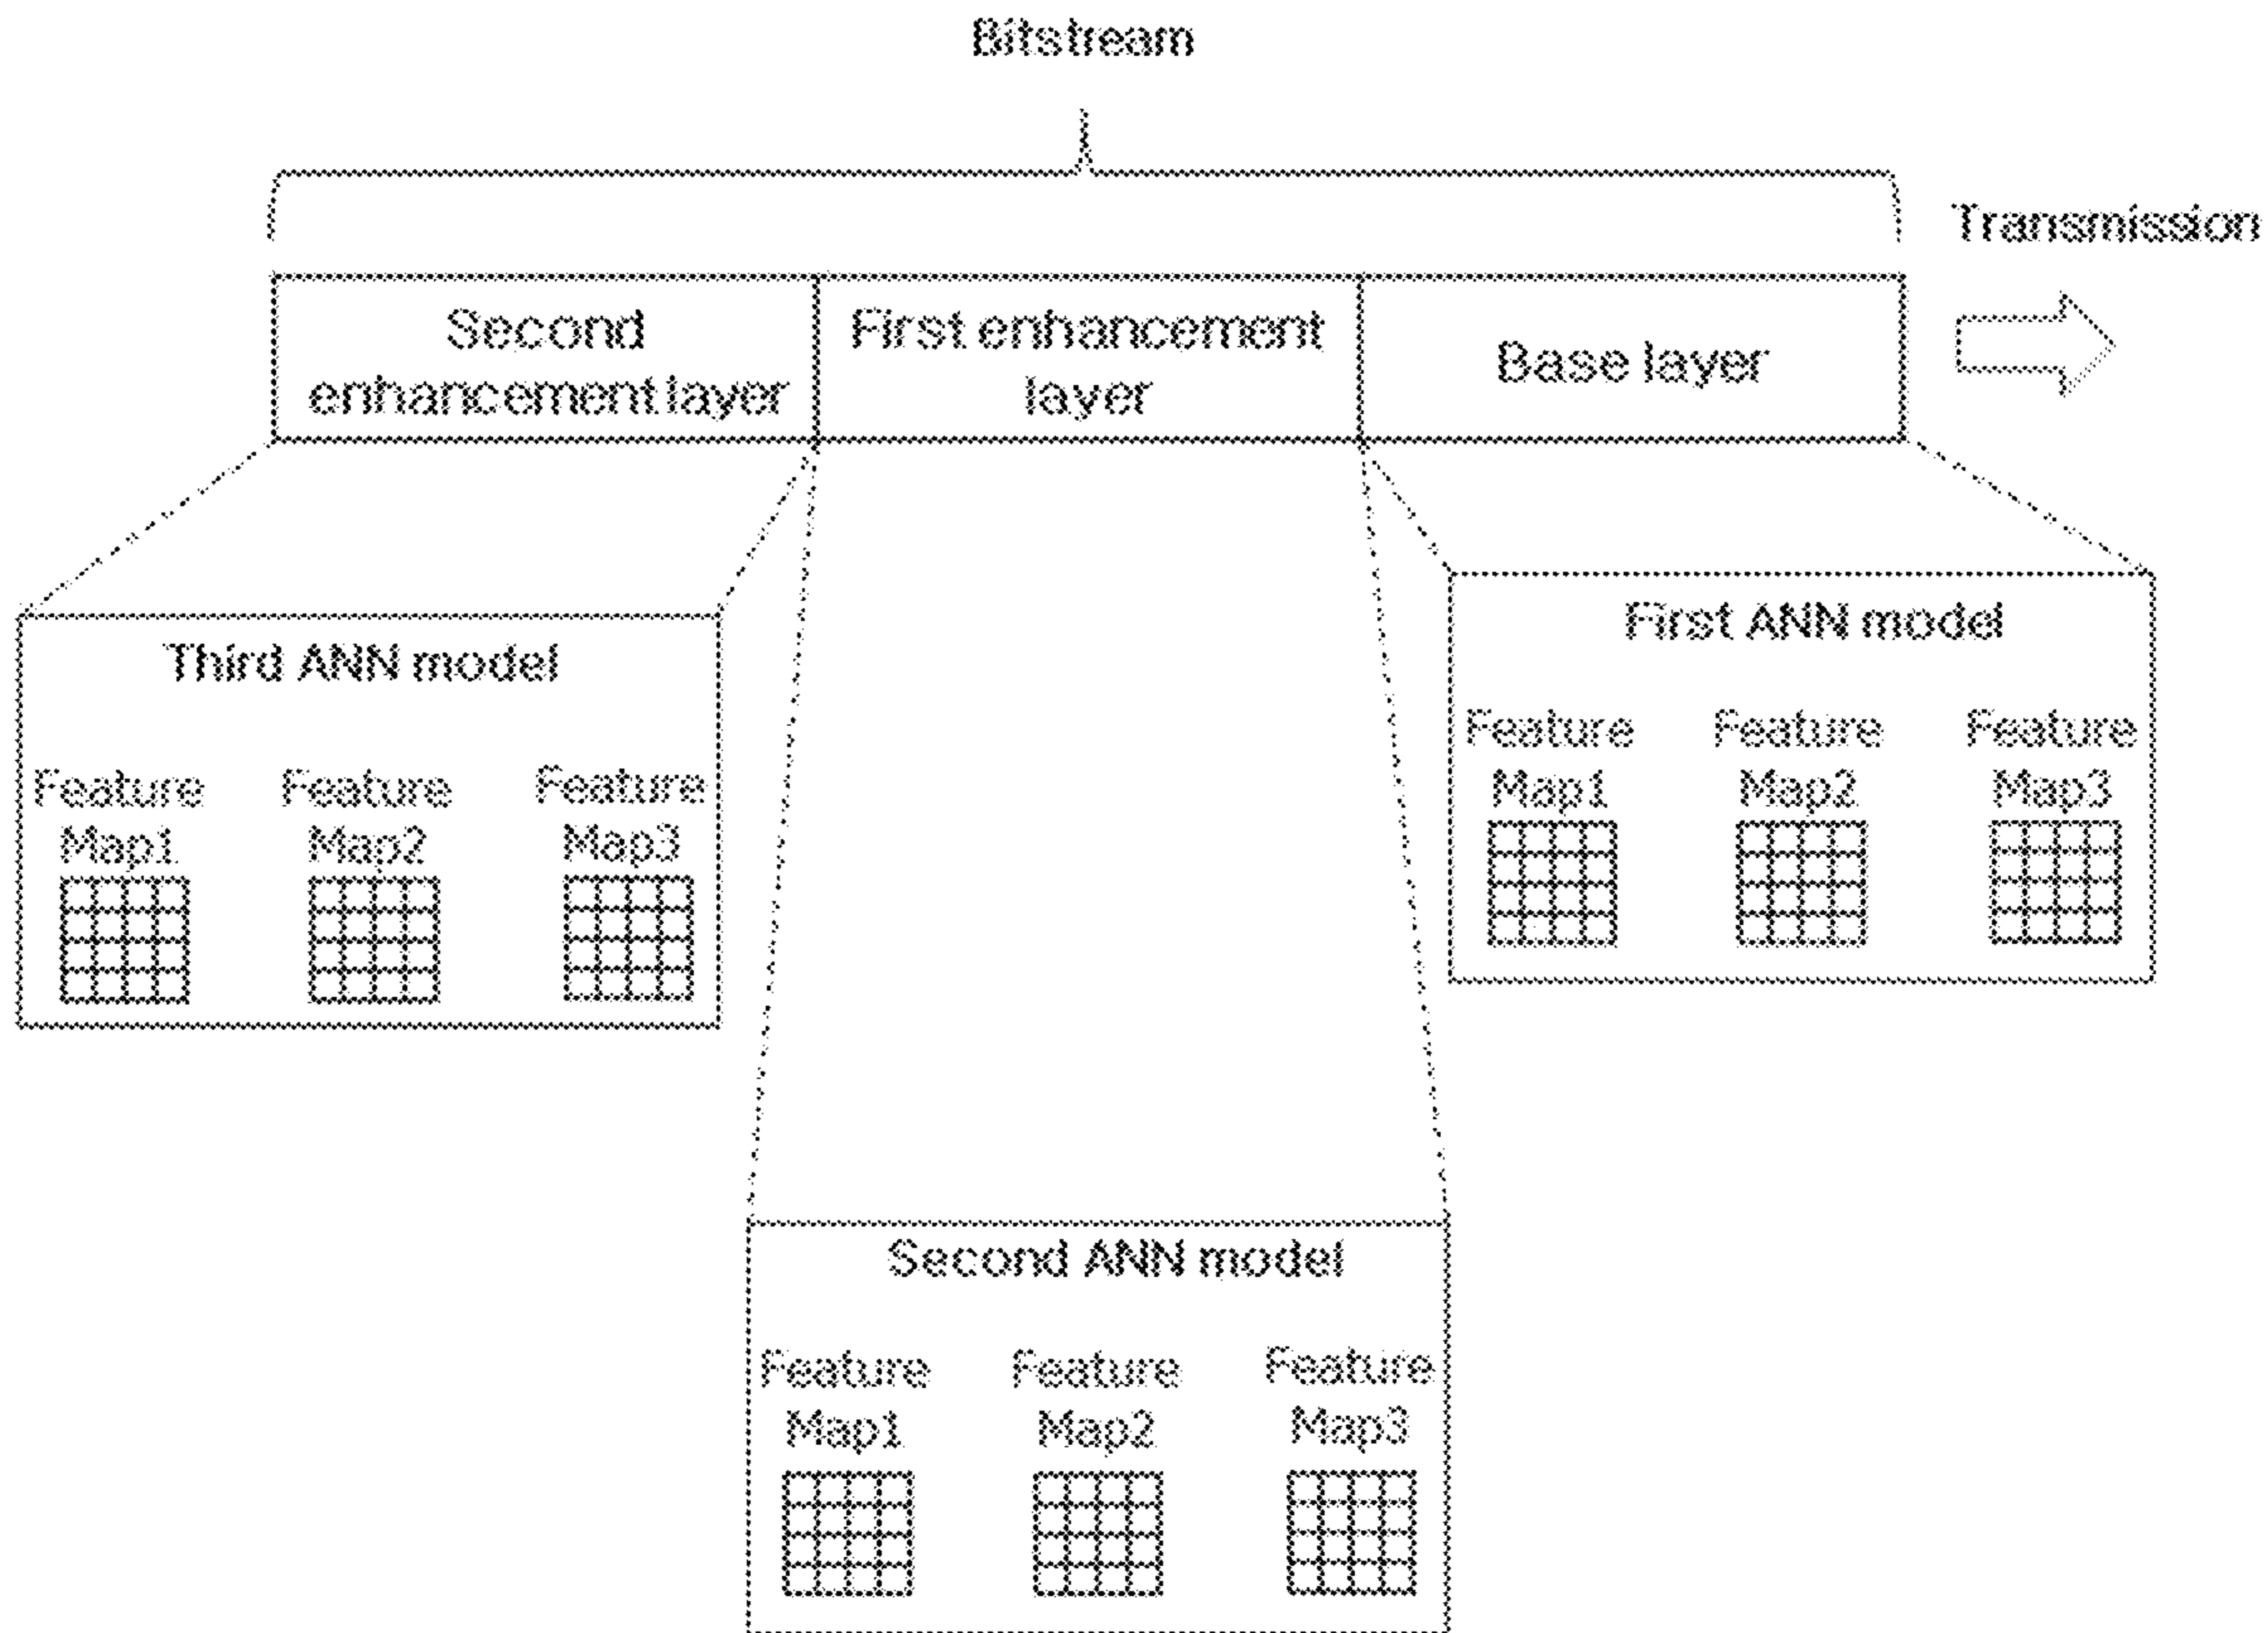 Bitstream
Transmission
Second
enhancement layer
First enhancement
layer
Base layer
Third ANN model
Feature
Map1
Feature
Map2
Feature
Map3
First ANN model
Feature
Map1
Feature
Map2
Feature
Map3
Second ANN model
Feature
Map1
Feature
Map2
Feature
Map3